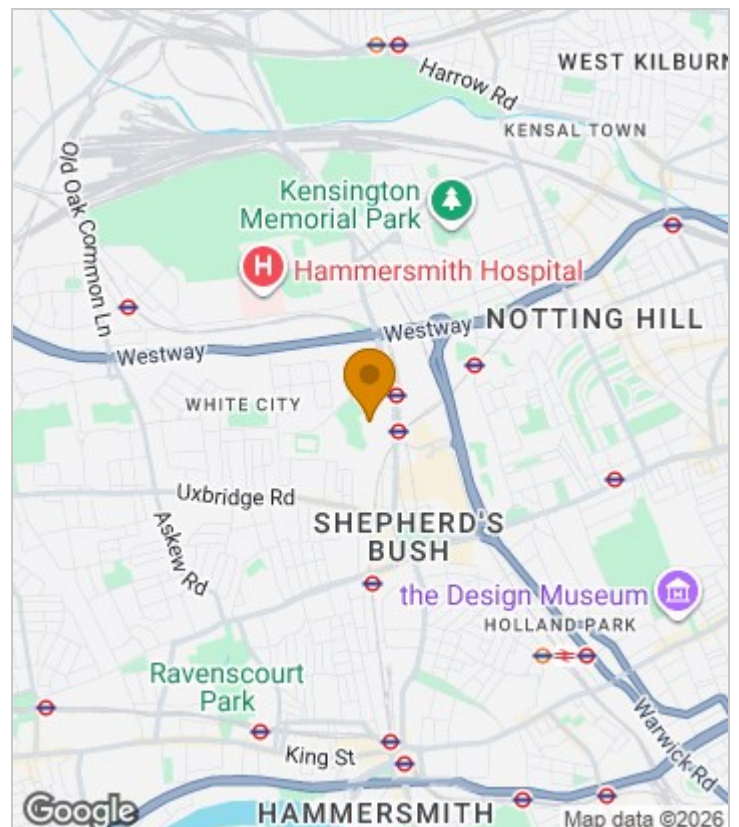 WEST KILBURN
Harrow Rd
KENSAL TOWN
Old Oak Common Ln
Kensington
Memorial Park
H
Hammersmith Hospital
Westway
NOTTING HILL
Westway
WHITE CITY
Uxbridge Rd
SHEPHERD'S
BUSH
Askew Rd
the Design Museum
HOLLAND PARK
Ravenscourt
Park
Warwick Rd
King St
Google
HAMMERSMITH
Map data ©2026